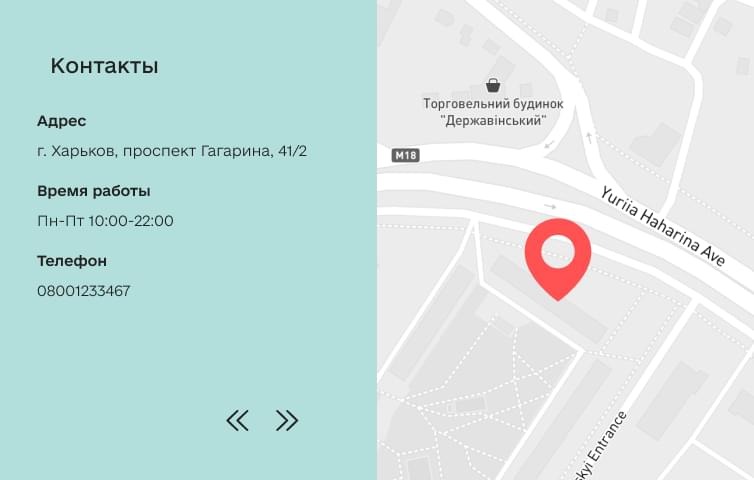 Контакты
Адрес
г. Харьков, проспект Гагарина, 41/2
Время работы
Пн-Пт 10:00-22:00
Телефон
08001233467
Торговельний будинок
"Державінський"
M18
Yuriia Haharina Ave
Entrance